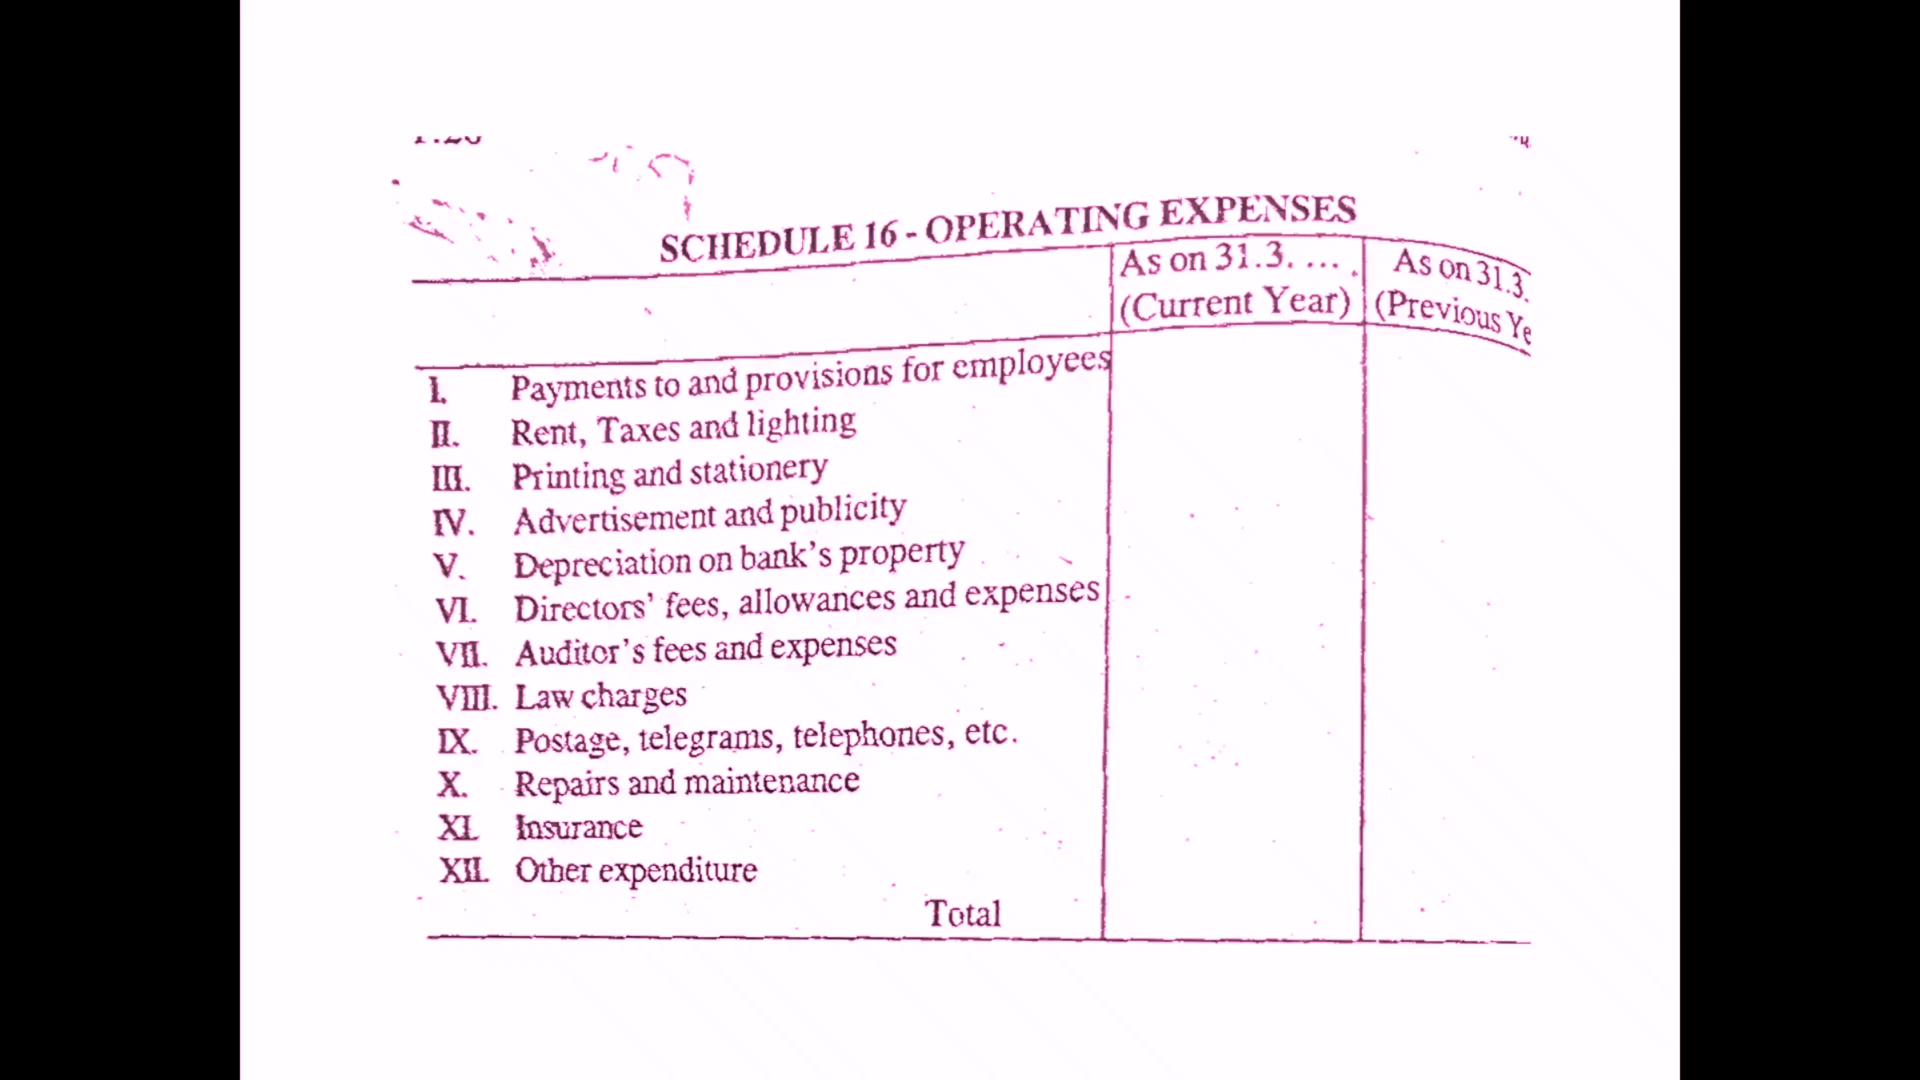 SCHEDULE 16 - OPERATING EXPENSES
As on 31.3. .... As on 31.3.
(Current Year) (Previous Ye
I. Payments to and provisions for employees
II. Rent, Taxes and lighting
III. Printing and stationery
IV. Advertisement and publicity
V. Depreciation on bank's property
VI. Directors' fees, allowances and expenses
VII. Auditor's fees and expenses
VIII. Law charges
IX. Postage, telegrams, telephones, etc.
X. Repairs and maintenance
XI. Insurance
XII. Other expenditure
Total